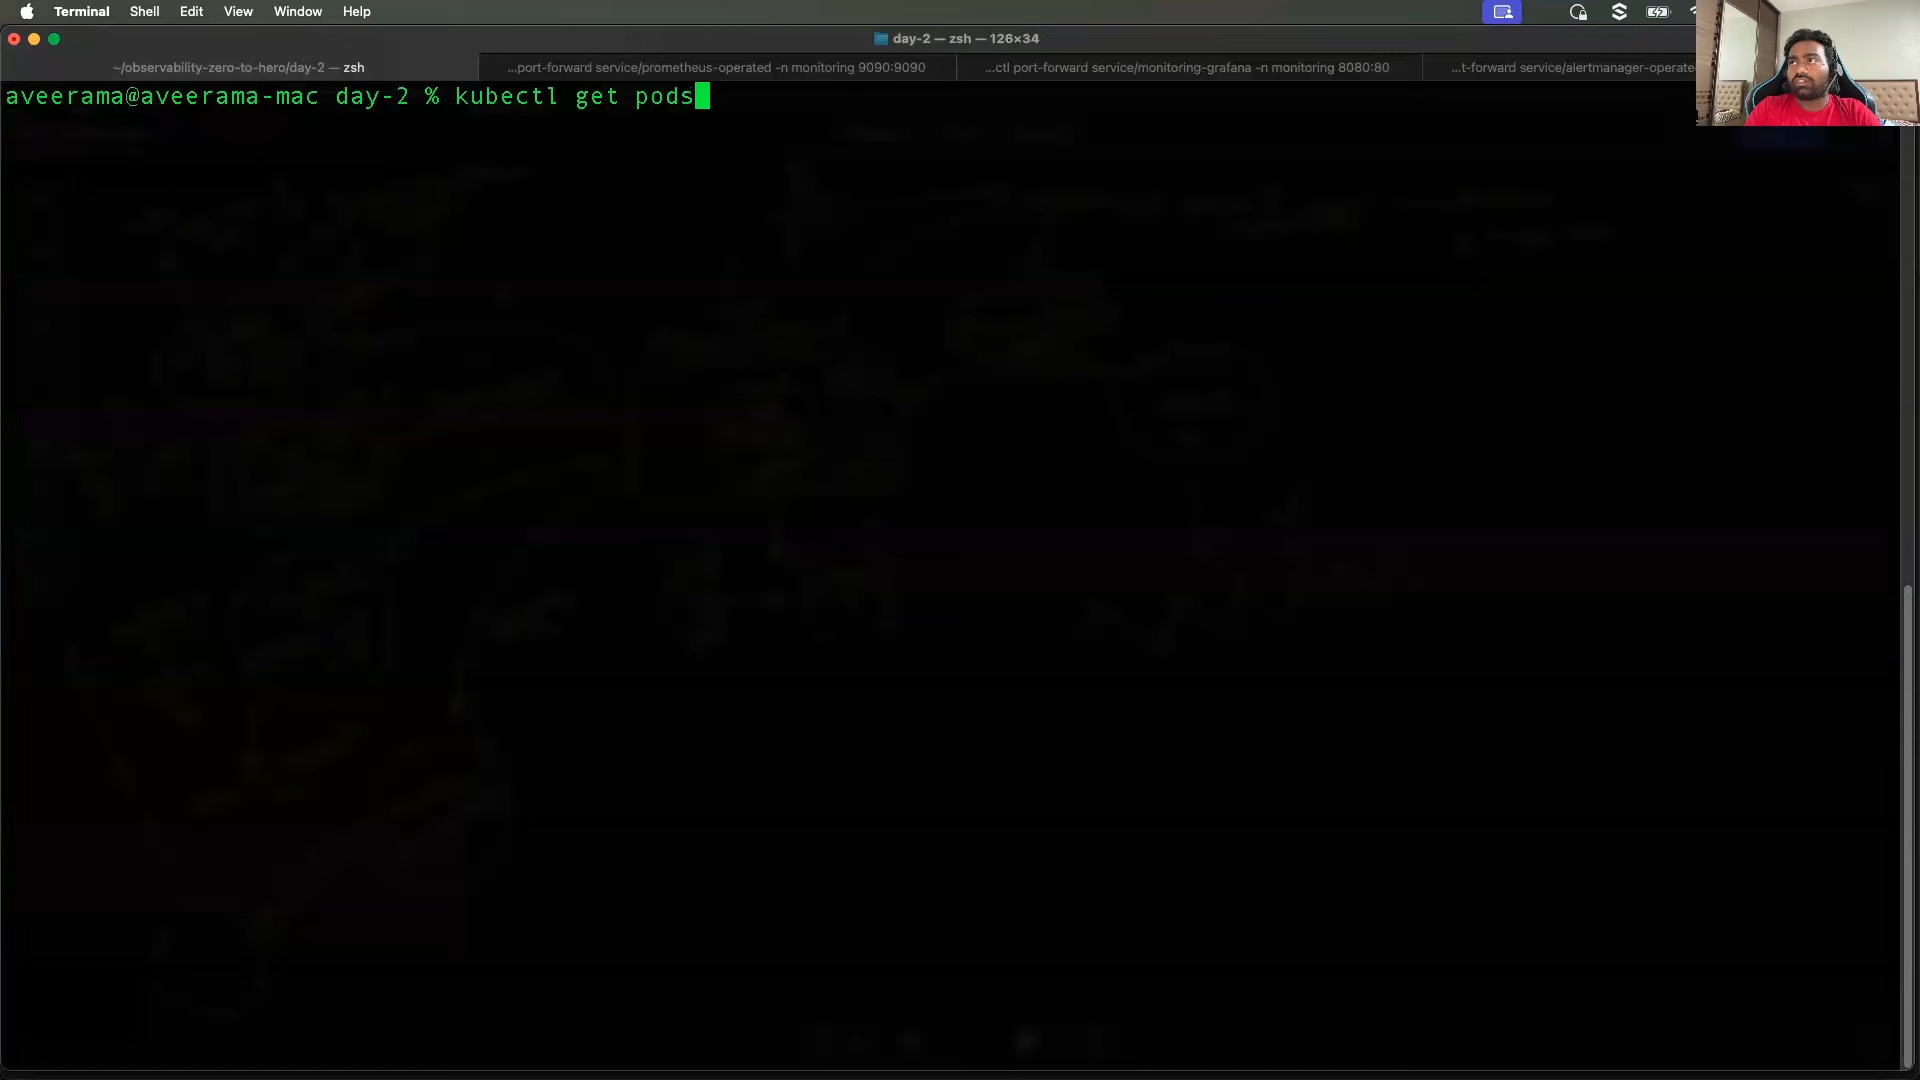 Terminal Shell Edit View Window Help
day-2 — zsh — 126×34
~/observability-zero-to-hero/day-2 — zsh
...port-forward service/prometheus-operated -n monitoring 9090:9090
...ctl port-forward service/monitoring-grafana -n monitoring 8080:80
...t-forward service/alertmanager-operate
aveerama@aveerama-mac day-2 % kubectl get pods